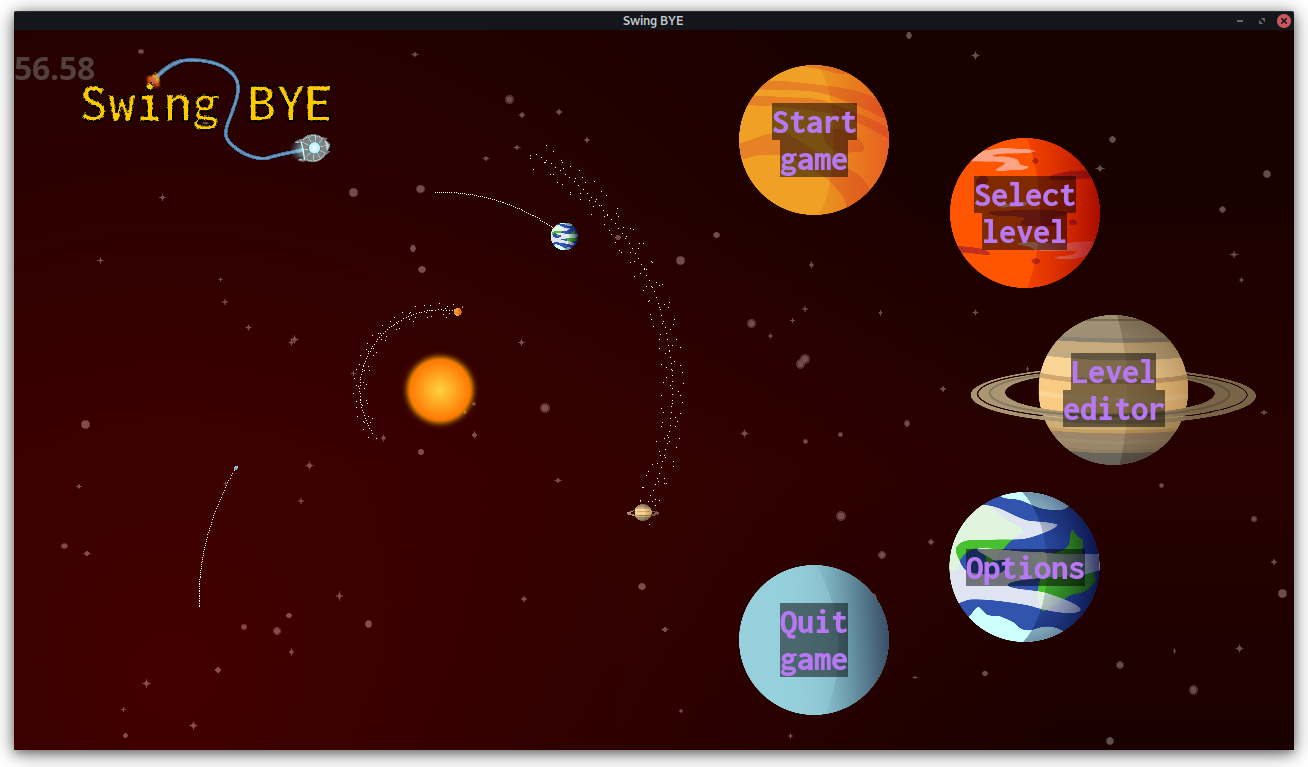 Swing BYE
56.58
Swing BYE
Start
game
Select
level
Level
editor
Options
Quit
game